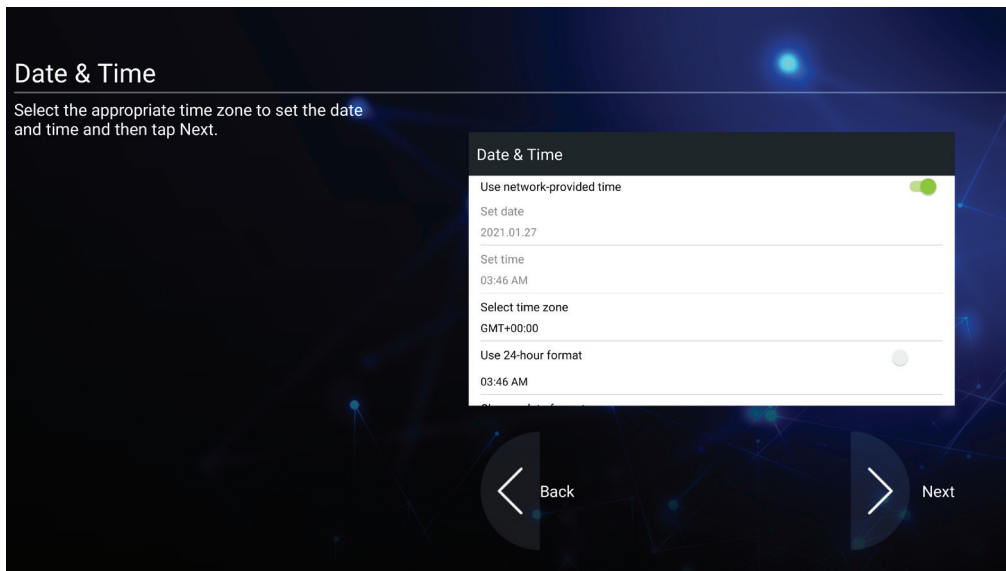 Date & Time
Select the appropriate time zone to set the date
and time and then tap Next.
Date & Time
Use network-provided time
Set date
2021.01.27
Set time
03:46 AM
Select time zone
GMT+00:00
Use 24-hour format
03:46 AM
Back
Next